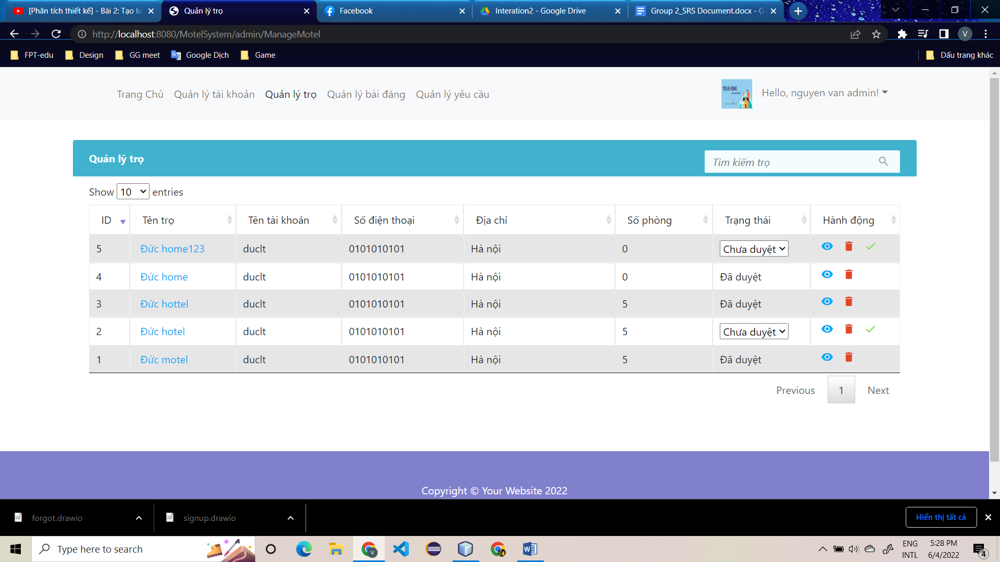 [Phân tích thiết kế] - Bài 2: Tạo lư
Quản lý trọ
Facebook
Interation2 - Google Drive
Group 2_SRS Document.docx - G
http://localhost:8080/MotelSystem/admin/ManageMotel
V
FPT-edu
Design
GG meet
Google Dịch
Game
Dấu trang khác
Trang Chủ
Quản lý tài khoản
Quản lý trọ
Quản lý bài đăng
Quản lý yêu cầu
YOUR HOME
Hello, nguyen van admin!
Quản lý trọ
Tìm kiếm trọ
Show 10 entries
ID Tên trọ Tên tài khoản Số điện thoại Địa chỉ Số phòng Trạng thái Hành động
5 Đức home123 duclt 0101010101 Hà nội 0 Chưa duyệt
4 Đức home duclt 0101010101 Hà nội 0 Đã duyệt
3 Đức hottel duclt 0101010101 Hà nội 5 Đã duyệt
2 Đức hotel duclt 0101010101 Hà nội 5 Chưa duyệt
1 Đức motel duclt 0101010101 Hà nội 5 Đã duyệt
Previous 1 Next
Copyright © Your Website 2022
forgot.drawio
signup.drawio
Hiển thị tất cả
Type here to search
V
W
ENG
INTL
5:28 PM
6/4/2022
4